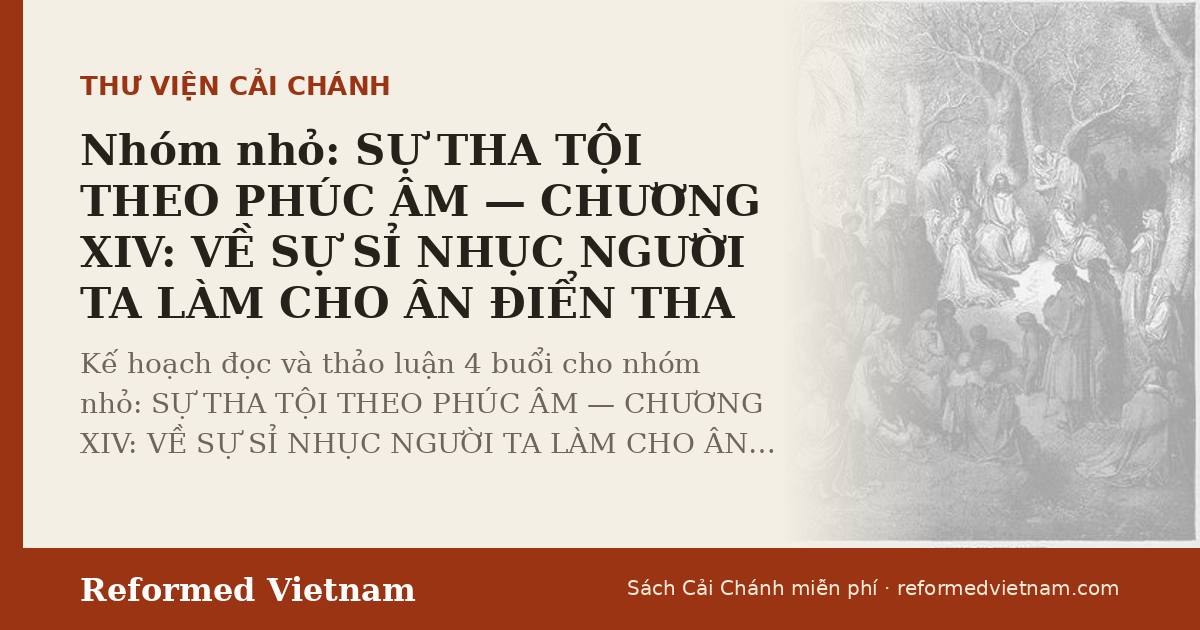 THƯ VIỆN CẢI CHÁNH
Nhóm nhỏ: SỰ THA TỘI
THEO PHÚC ÂM — CHƯƠNG
XIV: VỀ SỰ SỈ NHỤC NGƯỜI
TA LÀM CHO ÂN ĐIỂN THA
Kế hoạch đọc và thảo luận 4 buổi cho nhóm
nhỏ: SỰ THA TỘI THEO PHÚC ÂM — CHƯƠNG
XIV: VỀ SỰ SỈ NHỤC NGƯỜI TA LÀM CHO ÂN...
Reformed Vietnam
Sách Cải Chánh miễn phí · reformedvietnam.com